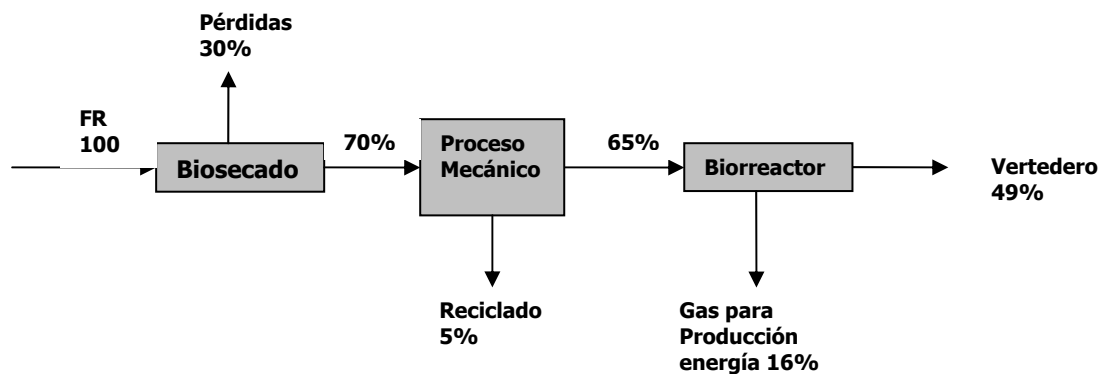 Pérdidas
30%
FR
100
Biosecado
70%
Proceso
Mecánico
65%
Biorreactor
Vertedero
49%
Reciclado
5%
Gas para
Producción
energía 16%